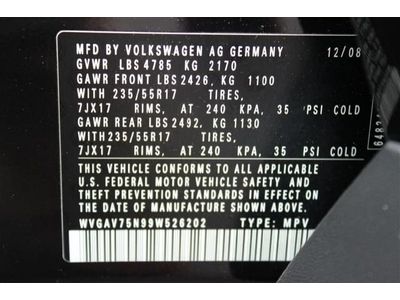 MFD BY VOLKSWAGEN AG GERMANY 12/08
GVWR LBS 4785 KG 2170
GAWR FRONT LBS 2426, KG 1100
WITH 235/55R17 TIRES,
7JX17 RIMS, AT 240 KPA, 35 PSI COLD
GAWR REAR LBS 2492, KG 1130
WITH 235/55R17 TIRES,
7JX17 RIMS, AT 240 KPA, 35 PSI COLD
THIS VEHICLE CONFORMS TO ALL APPLICABLE
U.S. FEDERAL MOTOR VEHICLE SAFETY AND
THEFT PREVENTION STANDARDS IN EFFECT ON
THE DATE OF MANUFACTURE SHOWN ABOVE.
WVGAV75N99W526202 TYPE: MPV